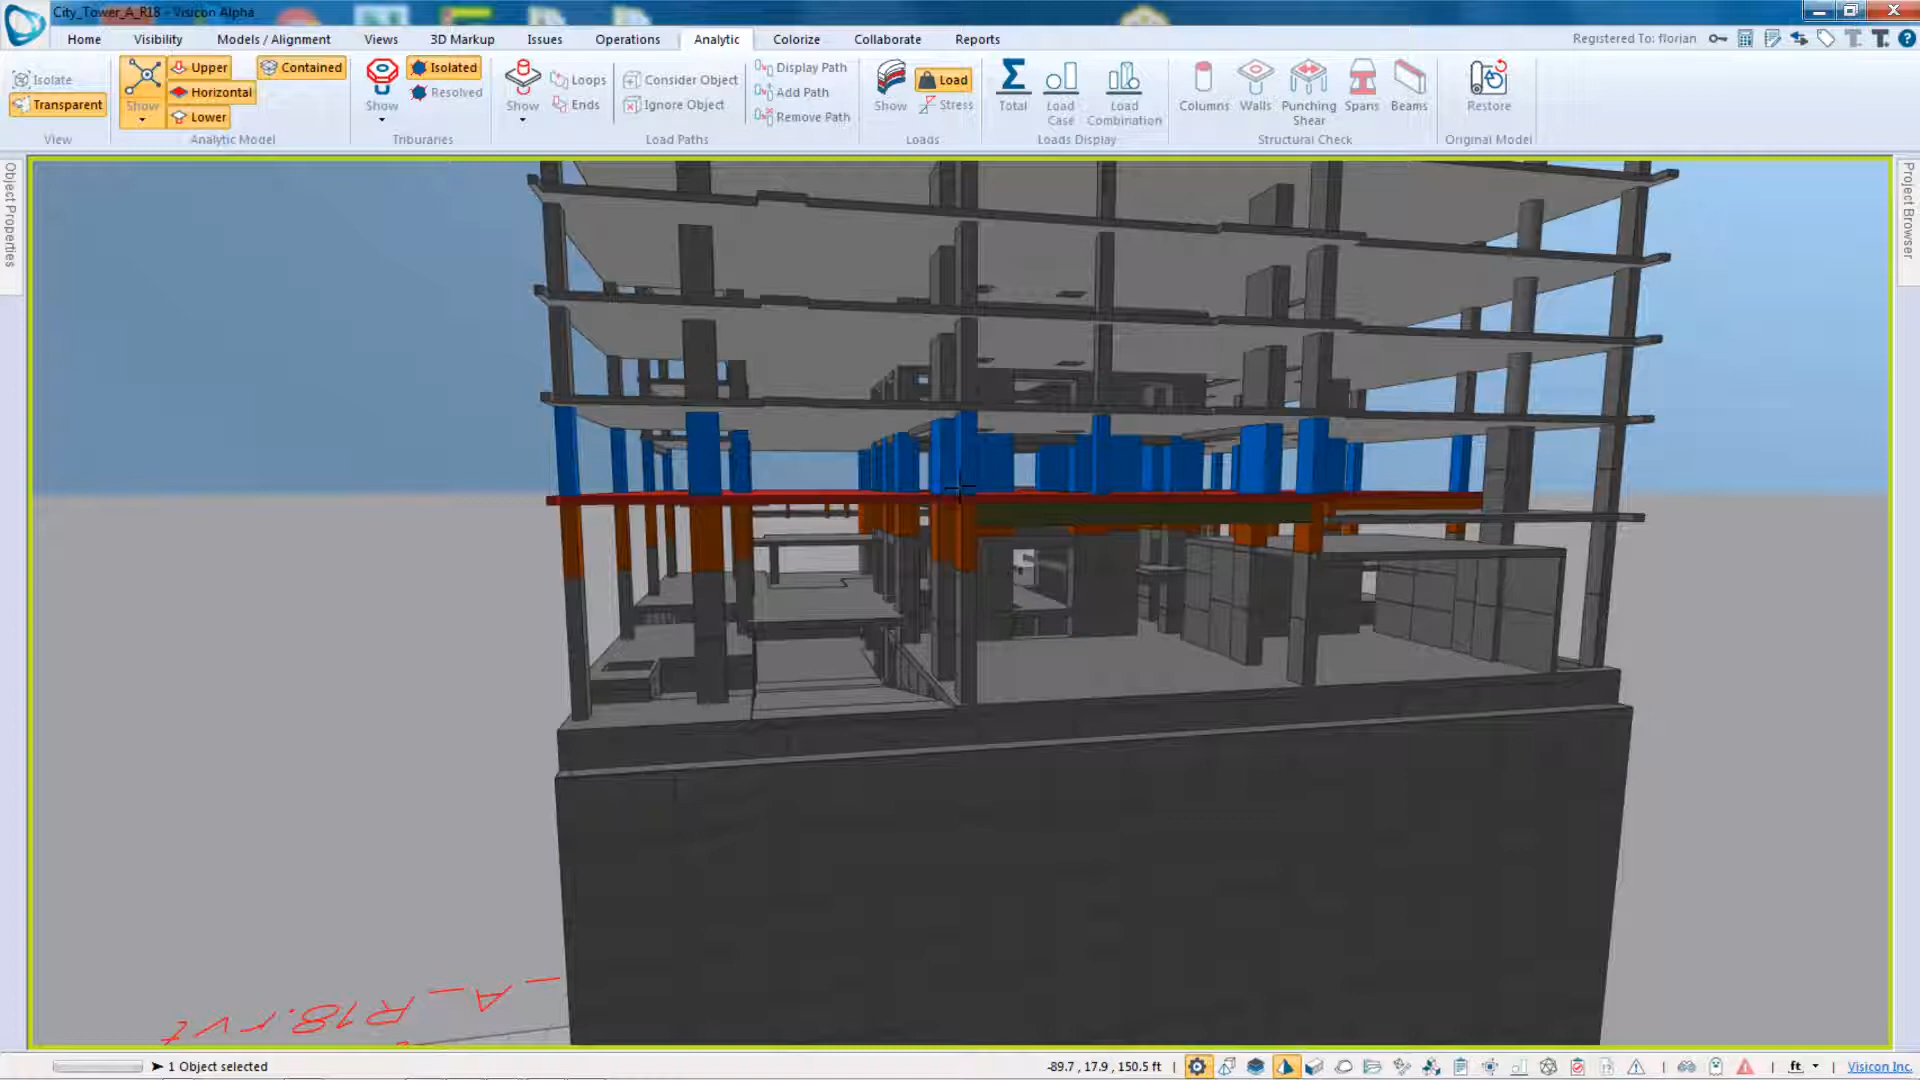 City_Tower_A_R18 - Visicon Alpha
Home Visibility Models / Alignment Views 3D Markup Issues Operations Analytic Colorize Collaborate Reports
Registered To: florian
Isolate
Transparent
View
Show
Upper
Horizontal
Lower
Contained
Analytic Model
Show
Isolated
Resolved
Tributaries
Show
Loops
Ends
Consider Object
Ignore Object
Display Path
Add Path
Remove Path
Load Paths
Show
Load
Stress
Loads
Total
Load Case
Load Combination
Loads Display
Columns
Walls
Punching Shear
Spans
Beams
Structural Check
Restore
Original Model
Object Properties
Project Browser
_A_R18.rvt
1 Object selected
-89.7 , 17.9 , 150.5 ft
ft
Visicon Inc.